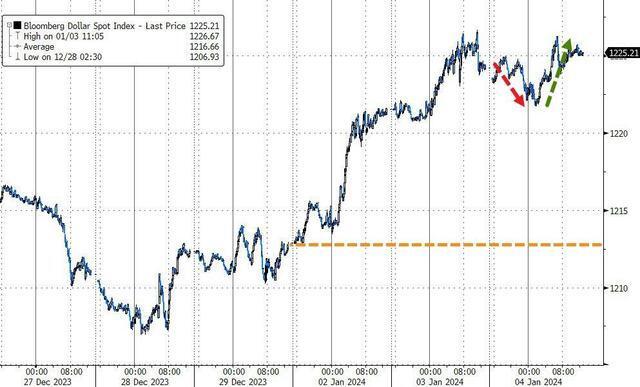 Bloomberg Dollar Spot Index - Last Price 1225.21
High on 01/03 11:05 1226.67
Average 1216.66
Low on 12/28 02:30 1206.93
1225.21
1220
1215
1210
00:00 08:00 00:00 08:00 00:00 08:00 00:00 08:00 00:00 08:00 00:00 08:00
27 Dec 2023 28 Dec 2023 29 Dec 2023 02 Jan 2024 03 Jan 2024 04 Jan 2024